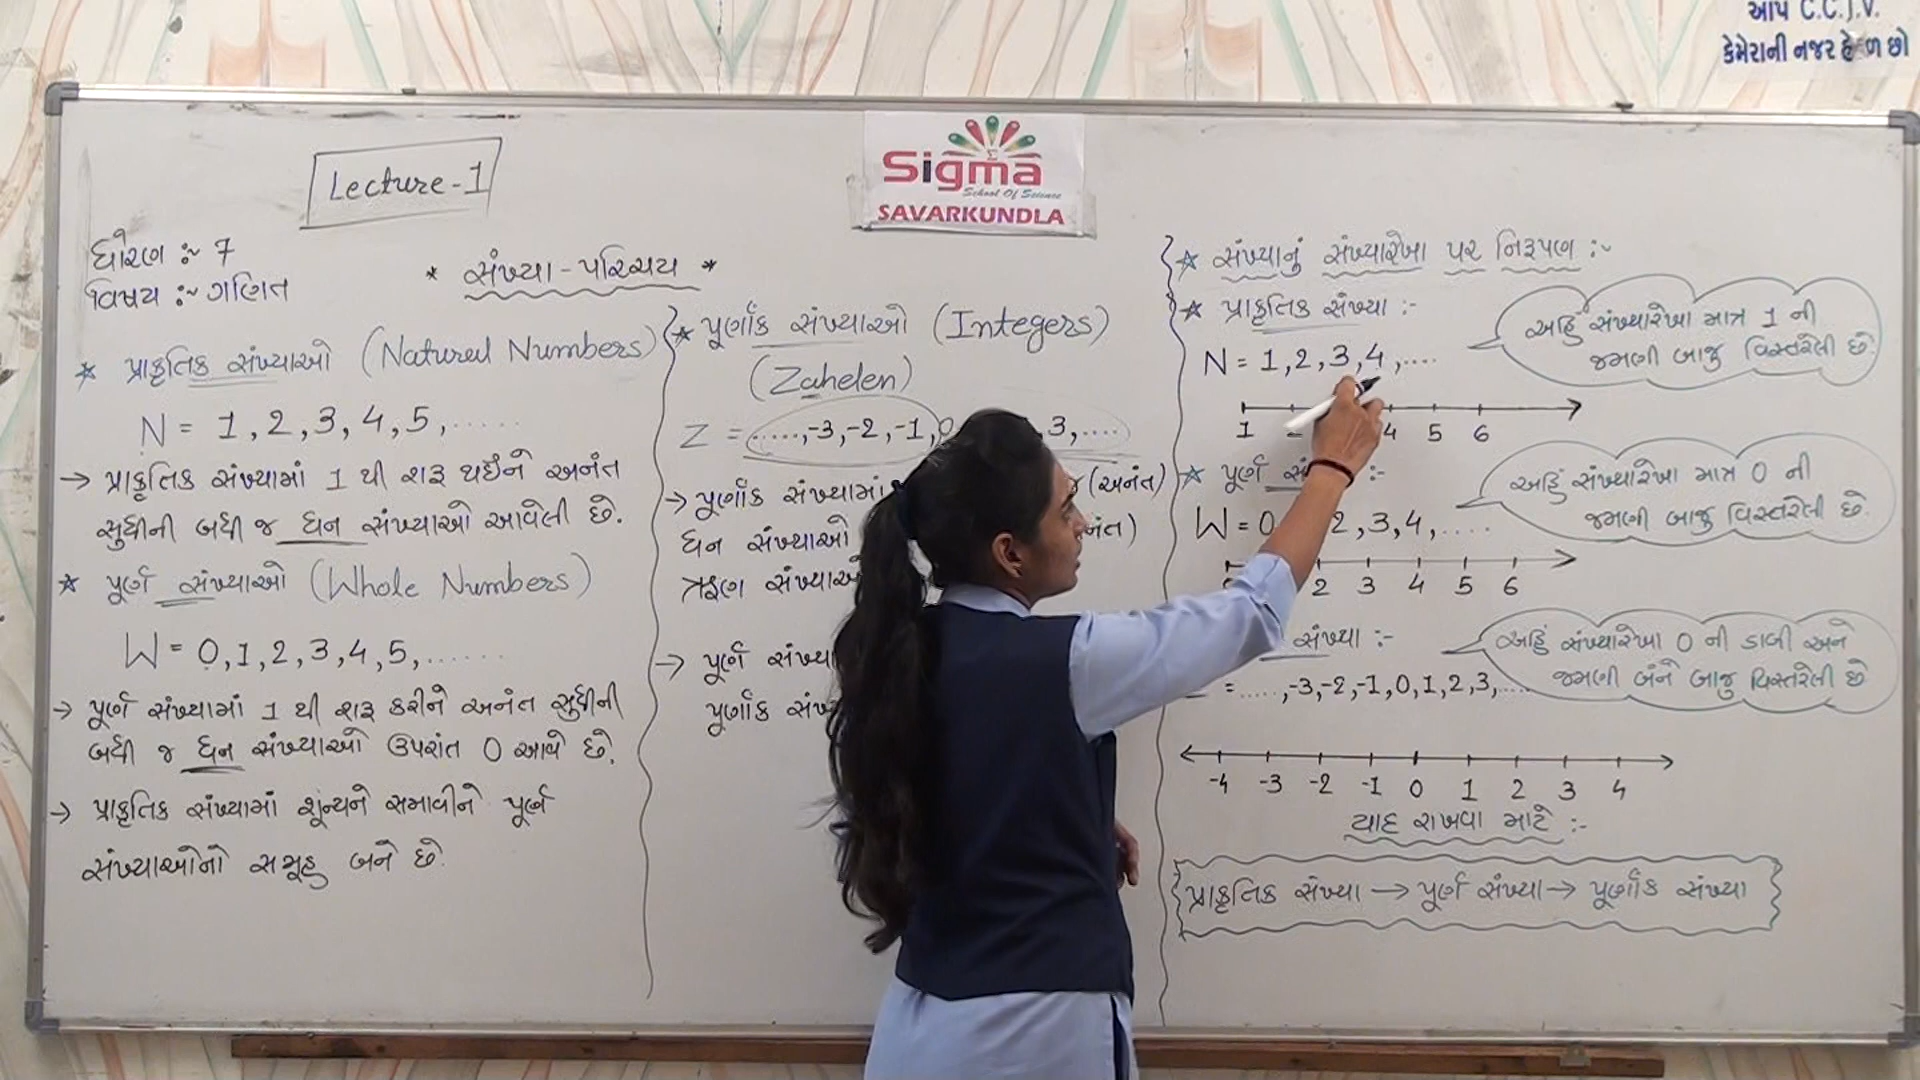 આપ C.C.T.V.
કેમેરાની નજર હેઠળ છો
Sigma
School Of Science
SAVARKUNDLA
Lecture-1
ધોરણ :~ 7
વિષય :~ ગણિત
* સંખ્યા - પરિચય *
☆ પ્રાકૃતિક સંખ્યાઓ (Natural Numbers)
N = 1, 2, 3, 4, 5, ......
→ પ્રાકૃતિક સંખ્યામાં 1 થી શરૂ થઈને અનંત
સુધીની બધી જ ધન સંખ્યાઓ આવેલી છે.
☆ પૂર્ણ સંખ્યાઓ (Whole Numbers)
W = 0, 1, 2, 3, 4, 5, ......
→ પૂર્ણ સંખ્યામાં 1 થી શરૂ કરીને અનંત સુધીની
બધી જ ધન સંખ્યાઓ ઉપરાંત 0 આવે છે.
→ પ્રાકૃતિક સંખ્યામાં શૂન્યને સમાવીને પૂર્ણ
સંખ્યાઓનો સમૂહ બને છે.
☆ પૂર્ણાંક સંખ્યાઓ (Integers)
(Zahelen)
Z = ....., -3, -2, -1, 3, ....
→ પૂર્ણાંક સંખ્યામાં (અનંત)
ધન સંખ્યાઓ
ઋણ સંખ્યાઓ
→ પૂર્ણ
પૂર્ણાંક
☆ સંખ્યાનું સંખ્યારેખા પર નિરૂપણ :~
☆ પ્રાકૃતિક સંખ્યા :-
N = 1, 2, 3, 4, ....
અહિં સંખ્યારેખા માત્ર 1 ની
જમણી બાજુ વિસ્તરેલી છે.
1 4 5 6
☆ પૂર્ણ :-
W = 0 2, 3, 4, .....
અહિં સંખ્યારેખા માત્ર 0 ની
જમણી બાજુ વિસ્તરેલી છે.
2 3 4 5 6
સંખ્યા :-
= ....., -3, -2, -1, 0, 1, 2, 3, ....
અહિં સંખ્યારેખા 0 ની ડાબી અને
જમણી બંને બાજુ વિસ્તરેલી છે
-4 -3 -2 -1 0 1 2 3 4
યાદ રાખવા માટે :-
પ્રાકૃતિક સંખ્યા → પૂર્ણ સંખ્યા → પૂર્ણાંક સંખ્યા